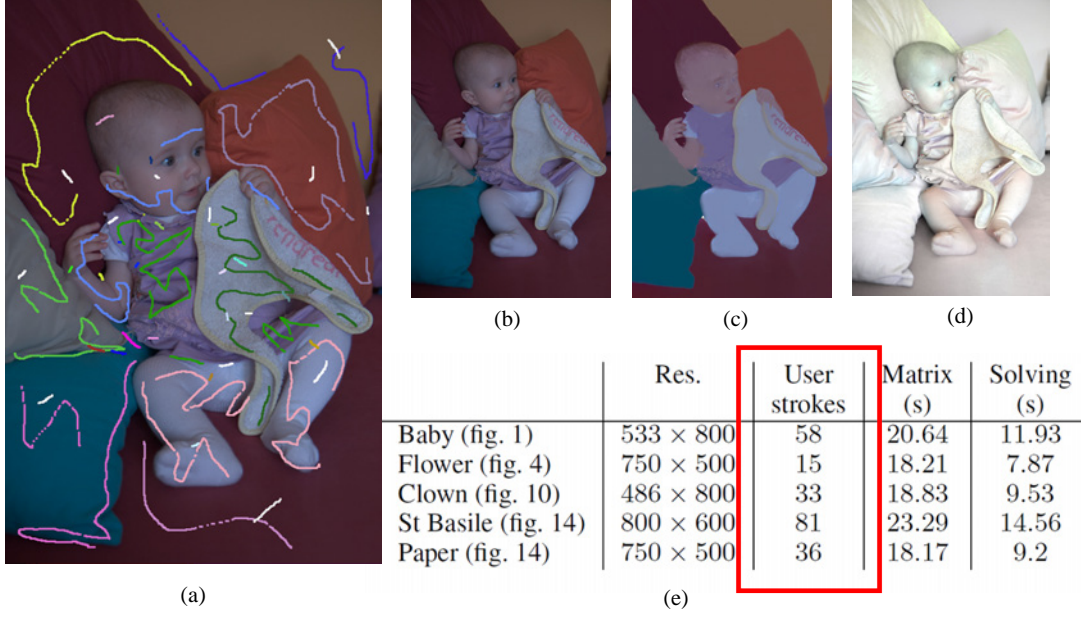 (b)
(c)
(d)
(a)
Res. User strokes Matrix (s) Solving (s)
Baby (fig. 1) 533 × 800 58 20.64 11.93
Flower (fig. 4) 750 × 500 15 18.21 7.87
Clown (fig. 10) 486 × 800 33 18.83 9.53
St Basile (fig. 14) 800 × 600 81 23.29 14.56
Paper (fig. 14) 750 × 500 36 18.17 9.2
(e)